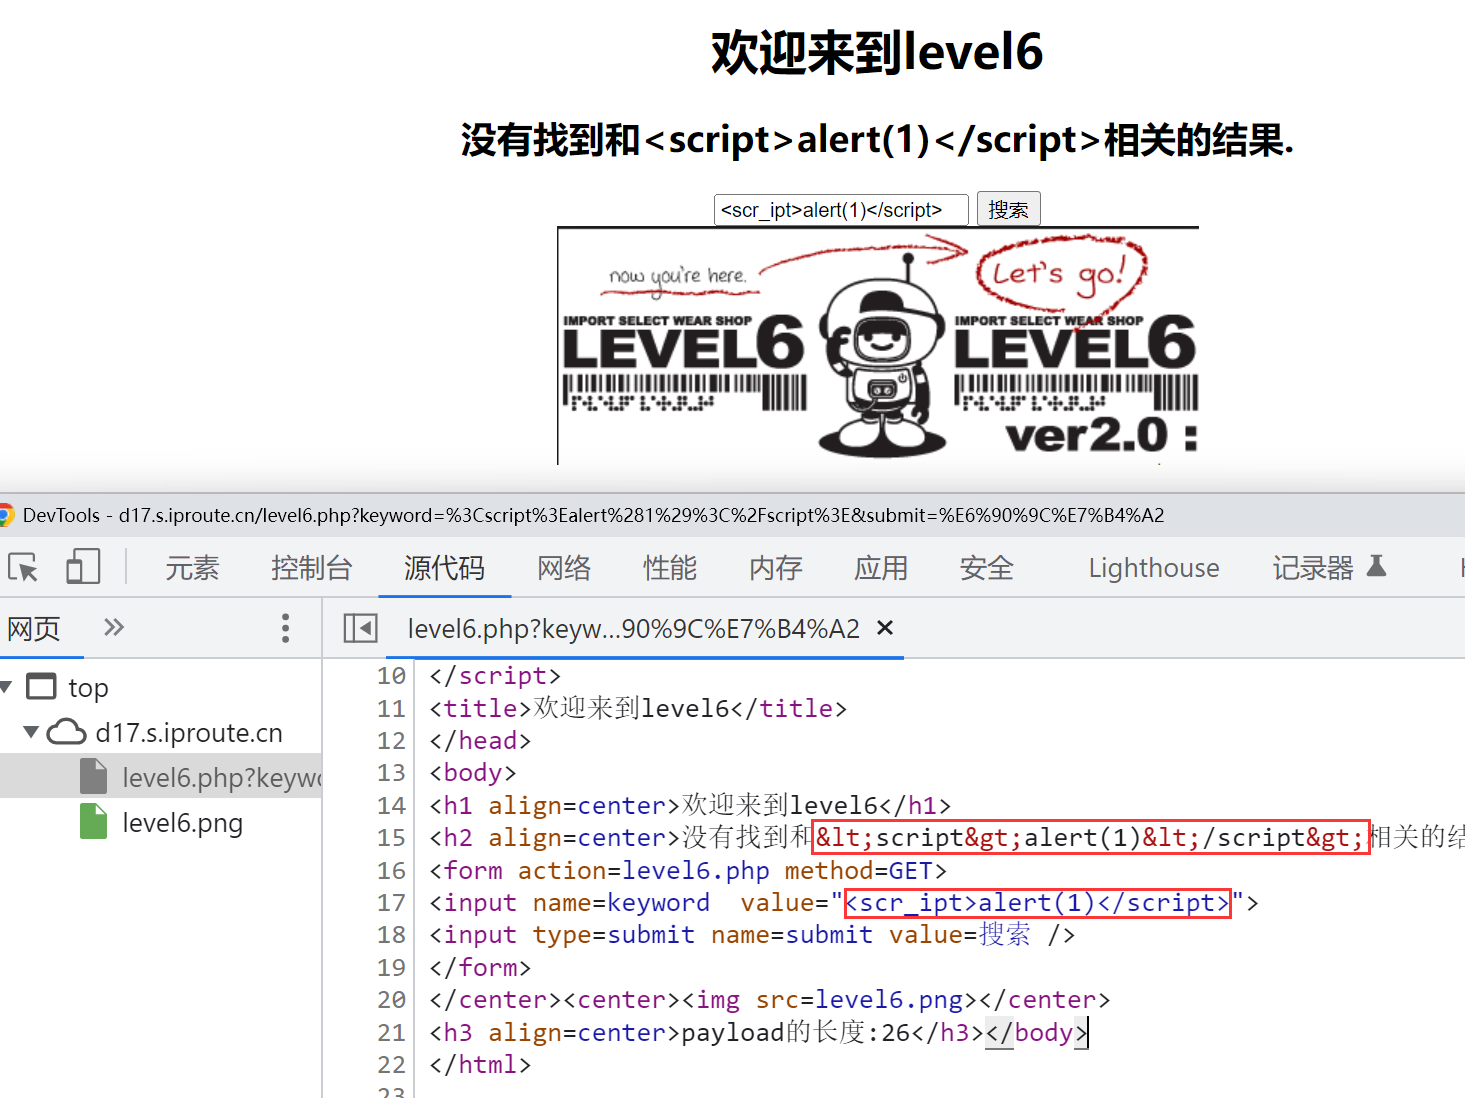 欢迎来到level6
没有找到和<script>alert(1)</script>相关的结果.
<scr_ipt>alert(1)</script> 搜索
now you're here. Let's go!
IMPORT SELECT WEAR SHOP IMPORT SELECT WEAR SHOP
LEVEL6 LEVEL6
ver2.0 :
DevTools - d17.s.iproute.cn/level6.php?keyword=%3Cscript%3Ealert%281%29%3C%2Fscript%3E&submit=%E6%90%9C%E7%B4%A2
元素 控制台 源代码 网络 性能 内存 应用 安全 Lighthouse 记录器
网页 level6.php?keyw...90%9C%E7%B4%A2
top
d17.s.iproute.cn
level6.php?keyw
level6.png
10 </script>
11 <title>欢迎来到level6</title>
12 </head>
13 <body>
14 <h1 align=center>欢迎来到level6</h1>
15 <h2 align=center>没有找到和&lt;script&gt;alert(1)&lt;/script&gt;相关的结
16 <form action=level6.php method=GET>
17 <input name=keyword  value="<scr_ipt>alert(1)</script>">
18 <input type=submit name=submit value=搜索 />
19 </form>
20 </center><center><img src=level6.png></center>
21 <h3 align=center>payload的长度:26</h3></body>
22 </html>
23